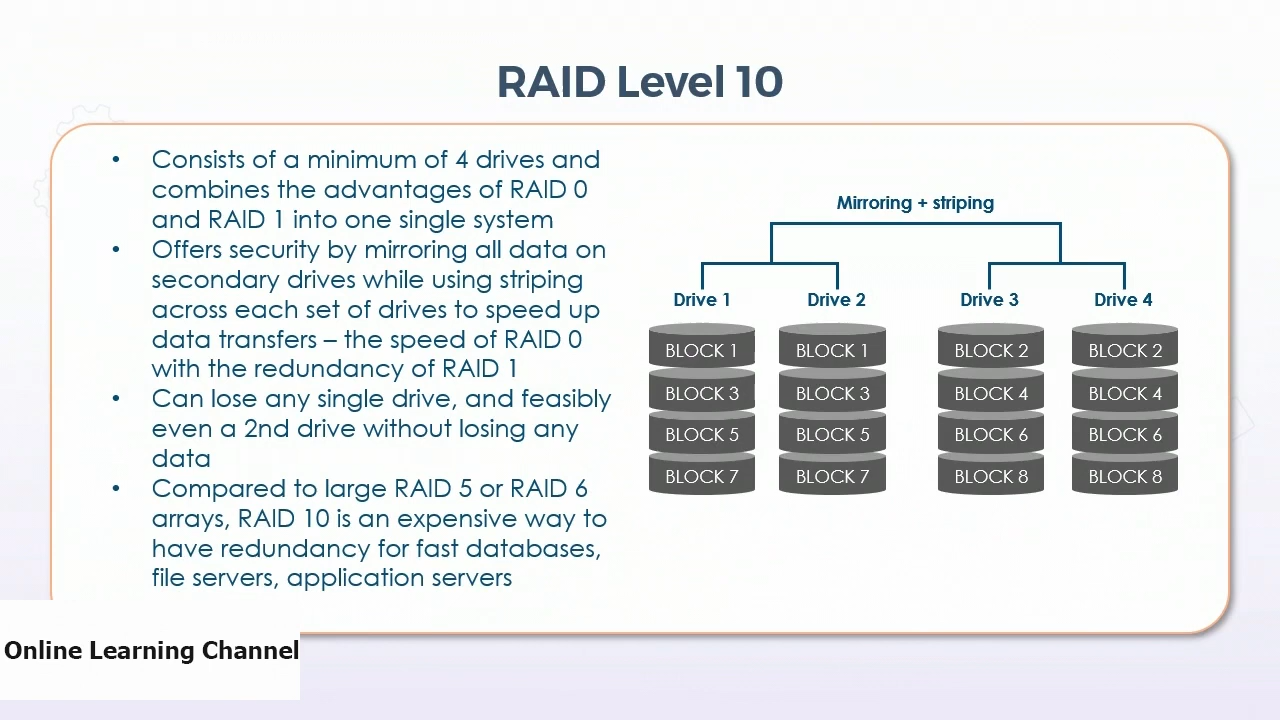 RAID Level 10
• Consists of a minimum of 4 drives and
combines the advantages of RAID 0
and RAID 1 into one single system
• Offers security by mirroring all data on
secondary drives while using striping
across each set of drives to speed up
data transfers – the speed of RAID 0
with the redundancy of RAID 1
• Can lose any single drive, and feasibly
even a 2nd drive without losing any
data
• Compared to large RAID 5 or RAID 6
arrays, RAID 10 is an expensive way to
have redundancy for fast databases,
file servers, application servers
Mirroring + striping
Drive 1 Drive 2 Drive 3 Drive 4
BLOCK 1 BLOCK 1 BLOCK 2 BLOCK 2
BLOCK 3 BLOCK 3 BLOCK 4 BLOCK 4
BLOCK 5 BLOCK 5 BLOCK 6 BLOCK 6
BLOCK 7 BLOCK 7 BLOCK 8 BLOCK 8
Online Learning Channel